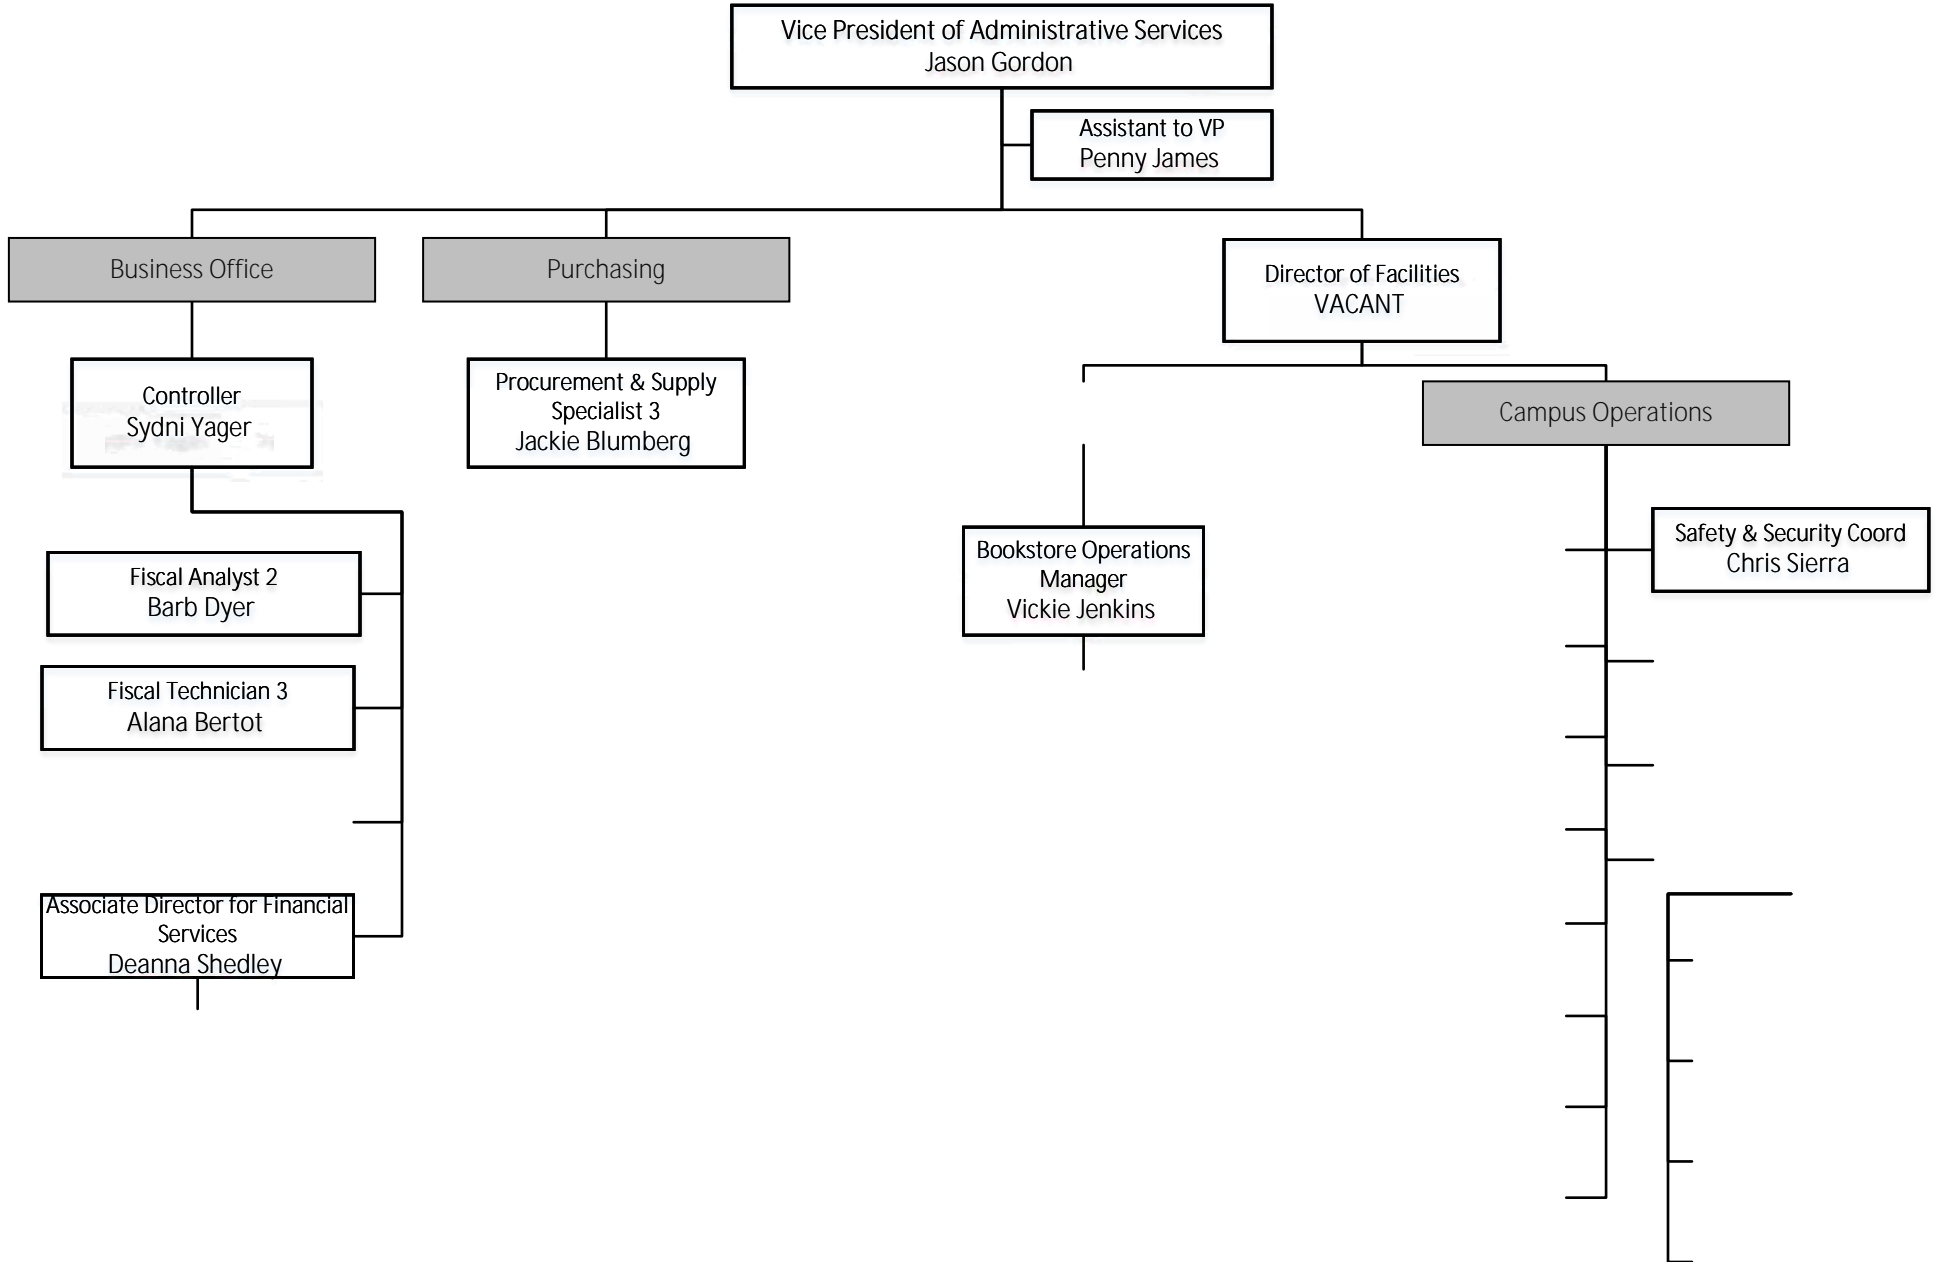 Vice President of Administrative Services
Jason Gordon
Assistant to VP
Penny James
Business Office
Purchasing
Director of Facilities
VACANT
Controller
Sydni Yager
Procurement & Supply
Specialist 3
Jackie Blumberg
Campus Operations
Bookstore Operations
Manager
Vickie Jenkins
Safety & Security Coord
Chris Sierra
Fiscal Analyst 2
Barb Dyer
Fiscal Technician 3
Alana Bertot
Associate Director for Financial
Services
Deanna Shedley